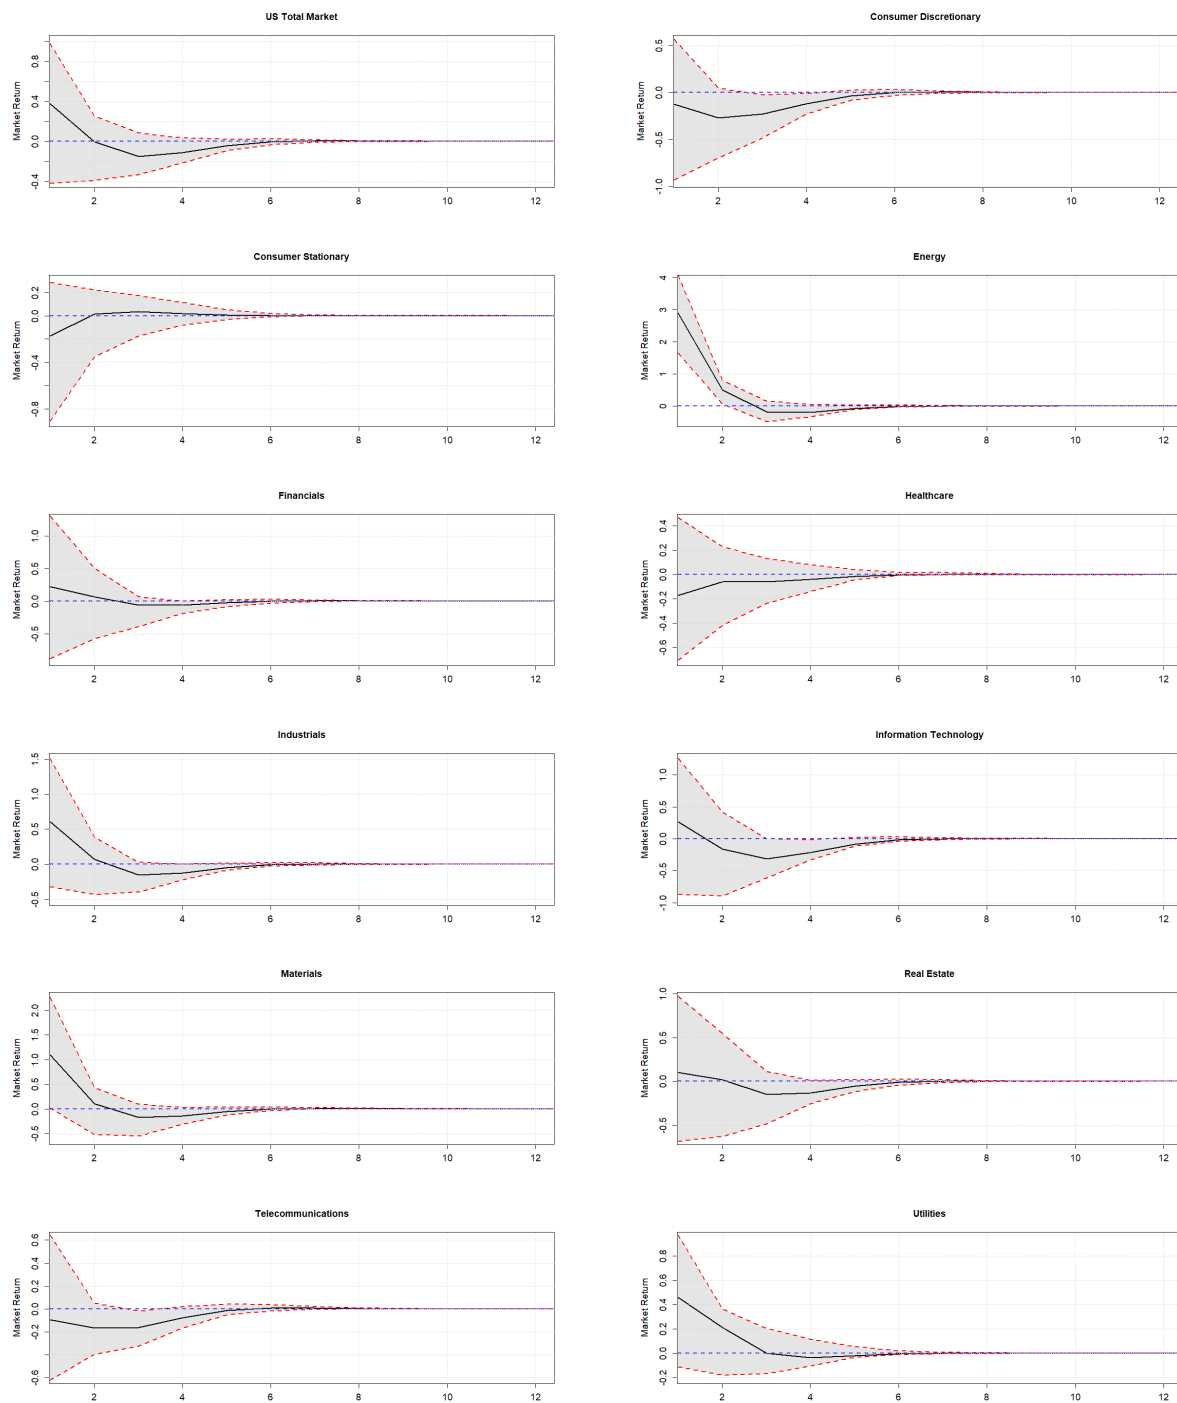 US Total Market
Market Return
0.8
0.4
0.0
-0.4
2 4 6 8 10 12
Consumer Discretionary
Market Return
0.5
0.0
-0.5
-1.0
2 4 6 8 10 12
Consumer Stationary
Market Return
0.2
0.0
-0.4
-0.8
2 4 6 8 10 12
Energy
Market Return
4
3
2
1
0
2 4 6 8 10 12
Financials
Market Return
1.0
0.5
0.0
-0.5
2 4 6 8 10 12
Healthcare
Market Return
0.4
0.2
0.0
-0.2
-0.4
-0.6
2 4 6 8 10 12
Industrials
Market Return
1.5
1.0
0.5
0.0
-0.5
2 4 6 8 10 12
Information Technology
Market Return
1.0
0.5
0.0
-0.5
-1.0
2 4 6 8 10 12
Materials
Market Return
2.0
1.5
1.0
0.5
0.0
-0.5
2 4 6 8 10 12
Real Estate
Market Return
1.0
0.5
0.0
-0.5
2 4 6 8 10 12
Telecommunications
Market Return
0.6
0.4
0.2
0.0
-0.2
-0.6
2 4 6 8 10 12
Utilities
Market Return
0.8
0.6
0.4
0.2
0.0
-0.2
2 4 6 8 10 12